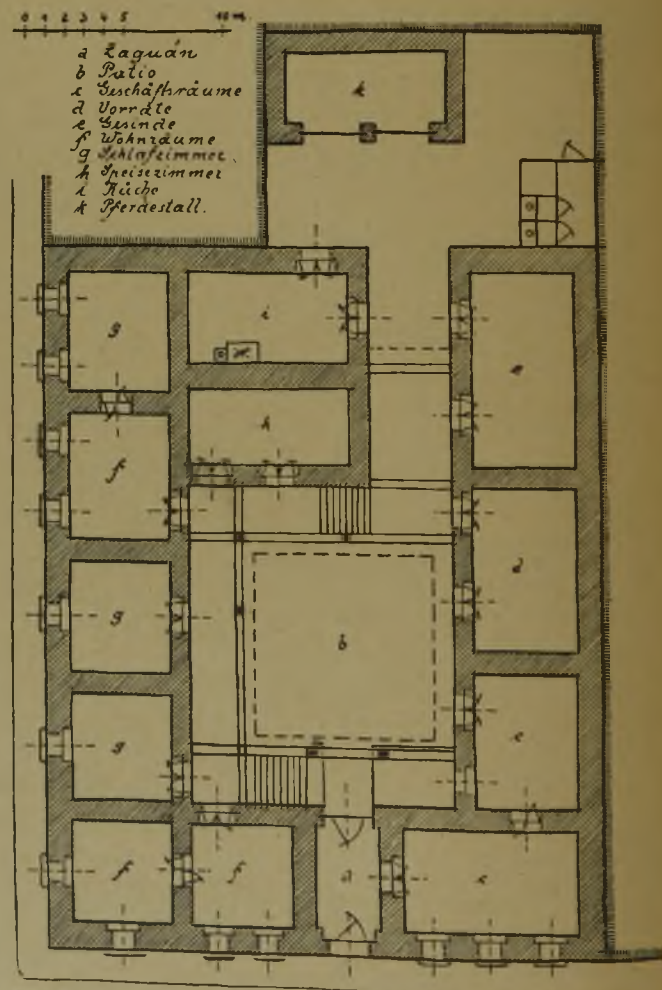 0 1 2 3 4 5 10 m.
a Zaguán
b Patio
c Geschäftsräume
d Vorräte
e Gesinde
f Wohnräume
g Schlafzimmer
h Speisezimmer
i Küche
k Pferdestall.
k
g
i
e
h
f
d
g
b
g
c
f
f
a
c